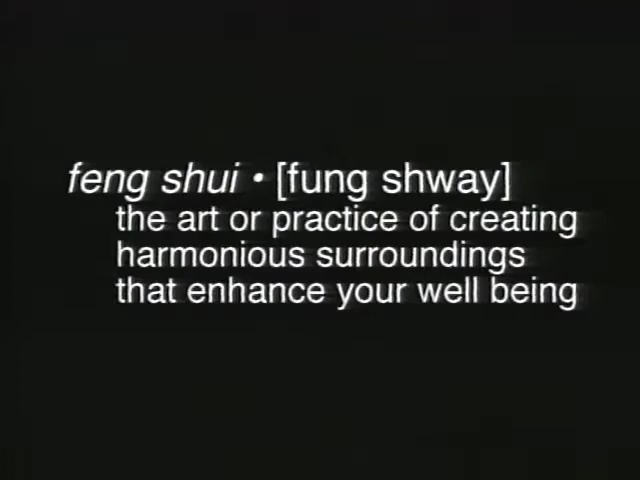 feng shui • [fung shway]
the art or practice of creating
harmonious surroundings
that enhance your well being